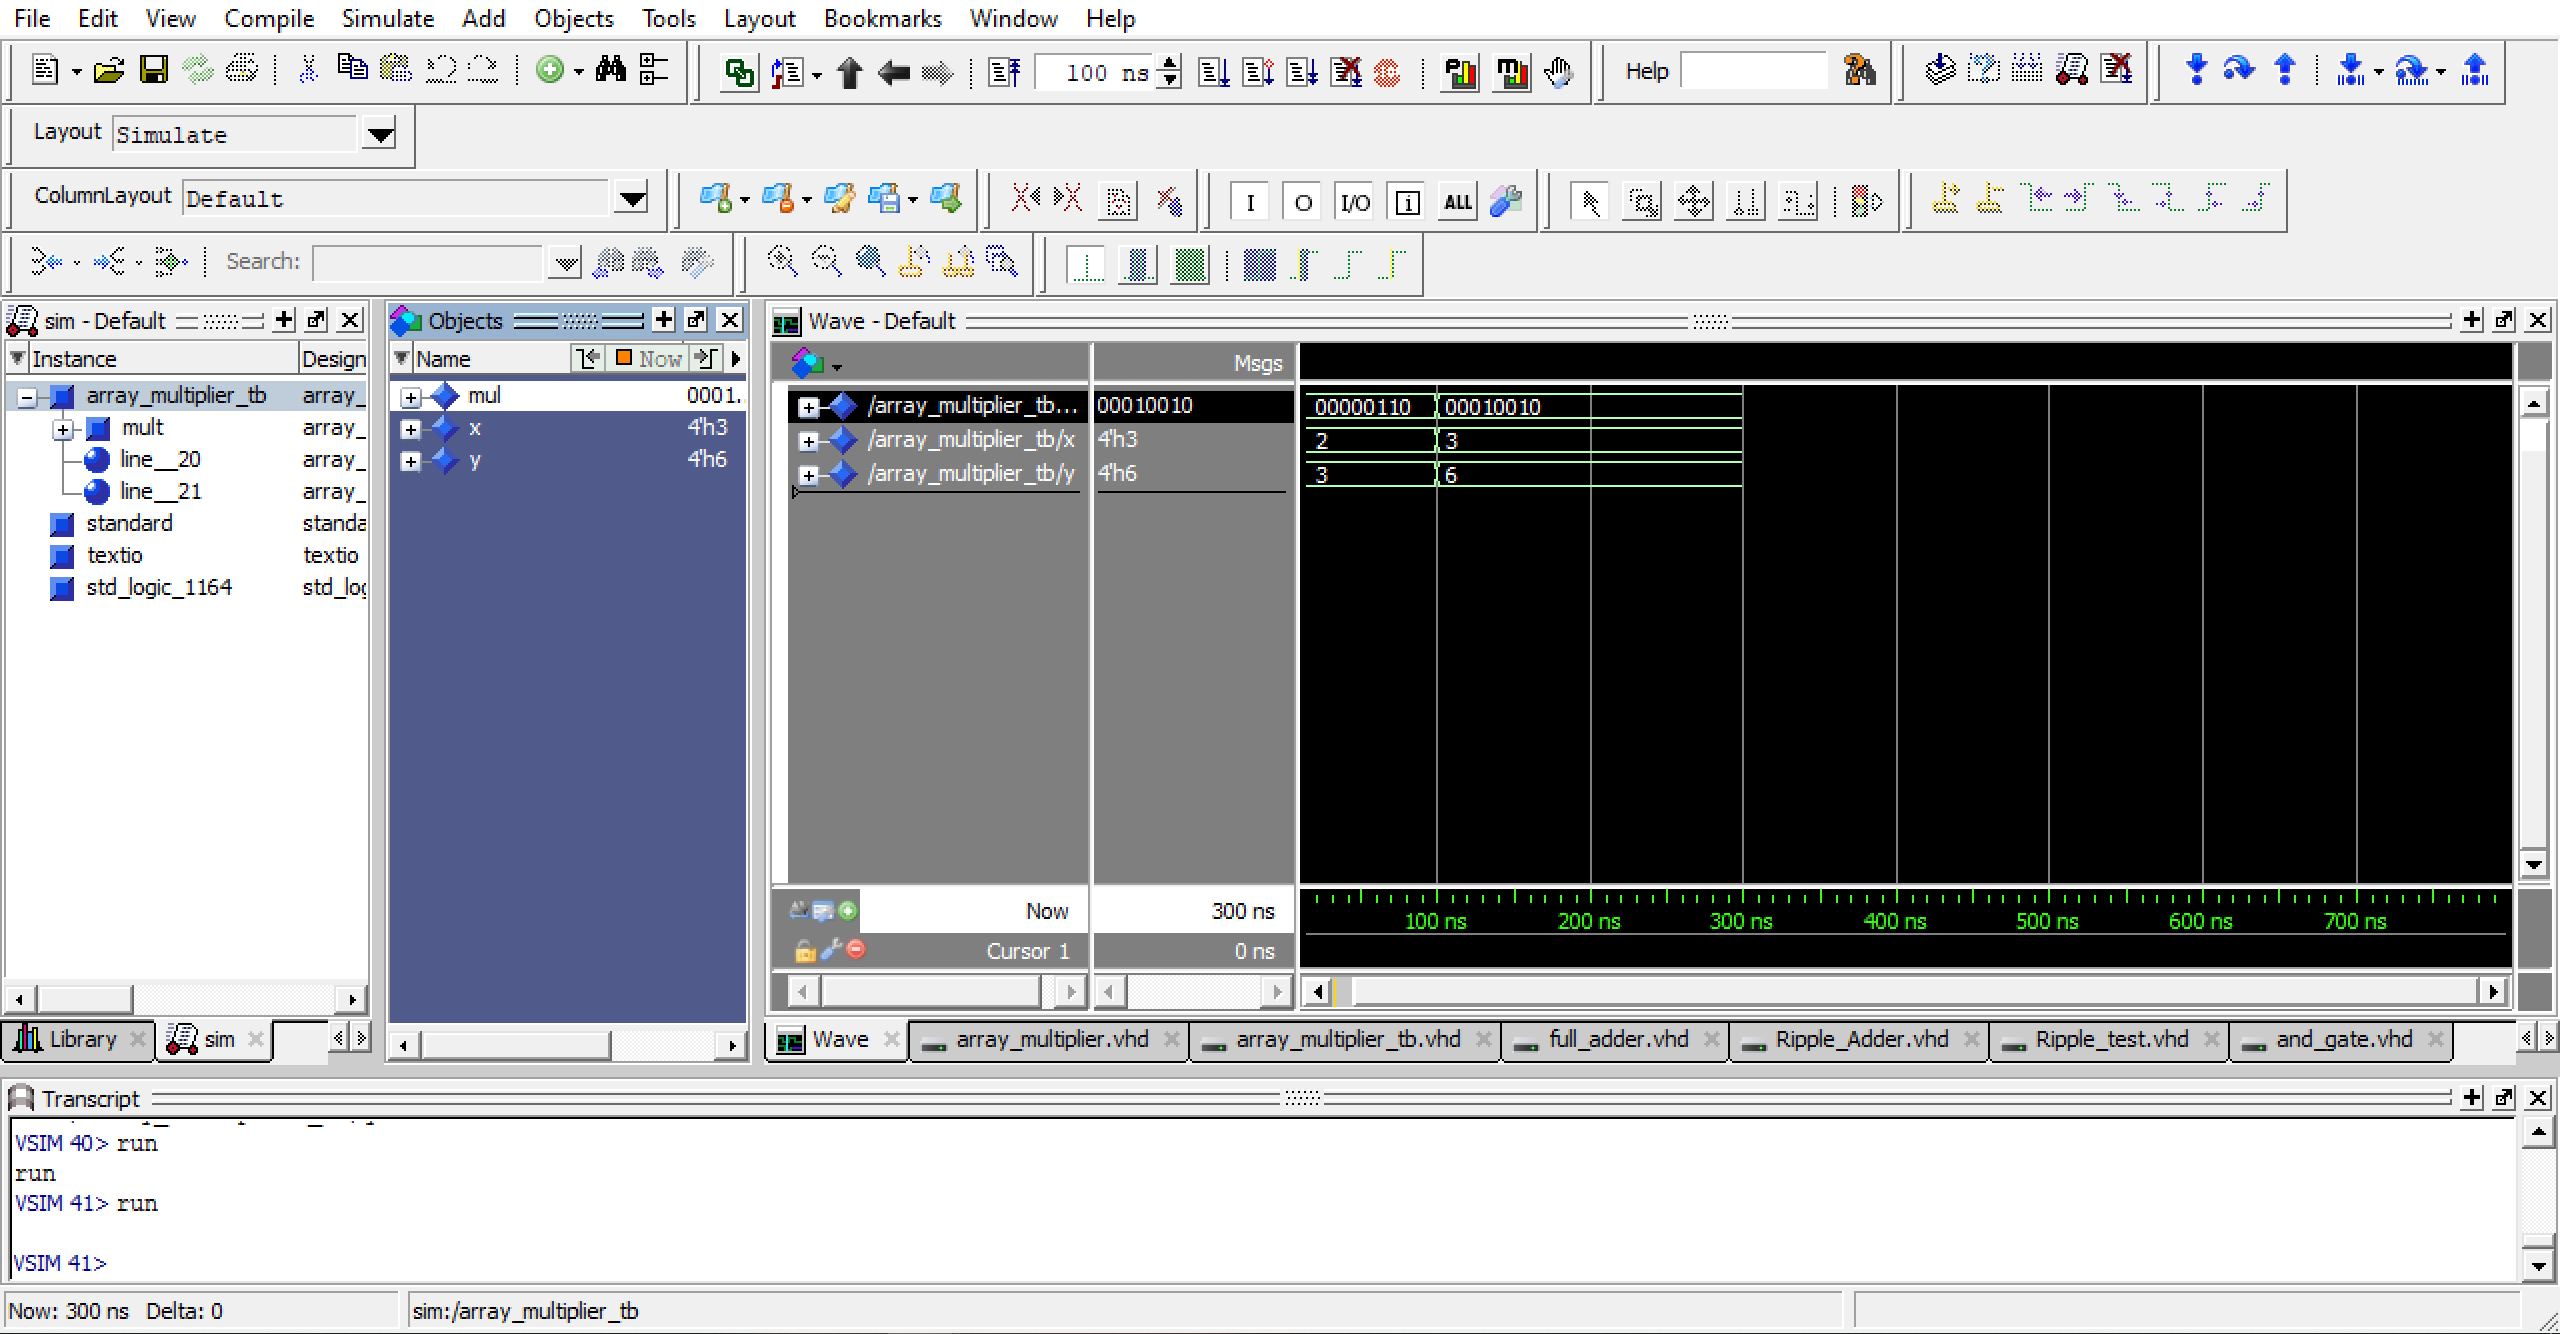 File Edit View Compile Simulate Add Objects Tools Layout Bookmarks Window Help
100 ns Help
Layout Simulate
ColumnLayout Default I O I/O i ALL
Search:
sim - Default
Instance Design
array_multiplier_tb array_
mult array_
line__20 array_
line__21 array_
standard standa
textio textio
std_logic_1164 std_log
Library sim
Objects
Name Now
mul 0001..
x 4'h3
y 4'h6
Wave - Default
Msgs
/array_multiplier_tb... 00010010 00000110 00010010
/array_multiplier_tb/x 4'h3 2 3
/array_multiplier_tb/y 4'h6 3 6
Now 300 ns 100 ns 200 ns 300 ns 400 ns 500 ns 600 ns 700 ns
Cursor 1 0 ns
Wave array_multiplier.vhd array_multiplier_tb.vhd full_adder.vhd Ripple_Adder.vhd Ripple_test.vhd and_gate.vhd
Transcript
VSIM 40> run
run
VSIM 41> run
VSIM 41>
Now: 300 ns Delta: 0 sim:/array_multiplier_tb